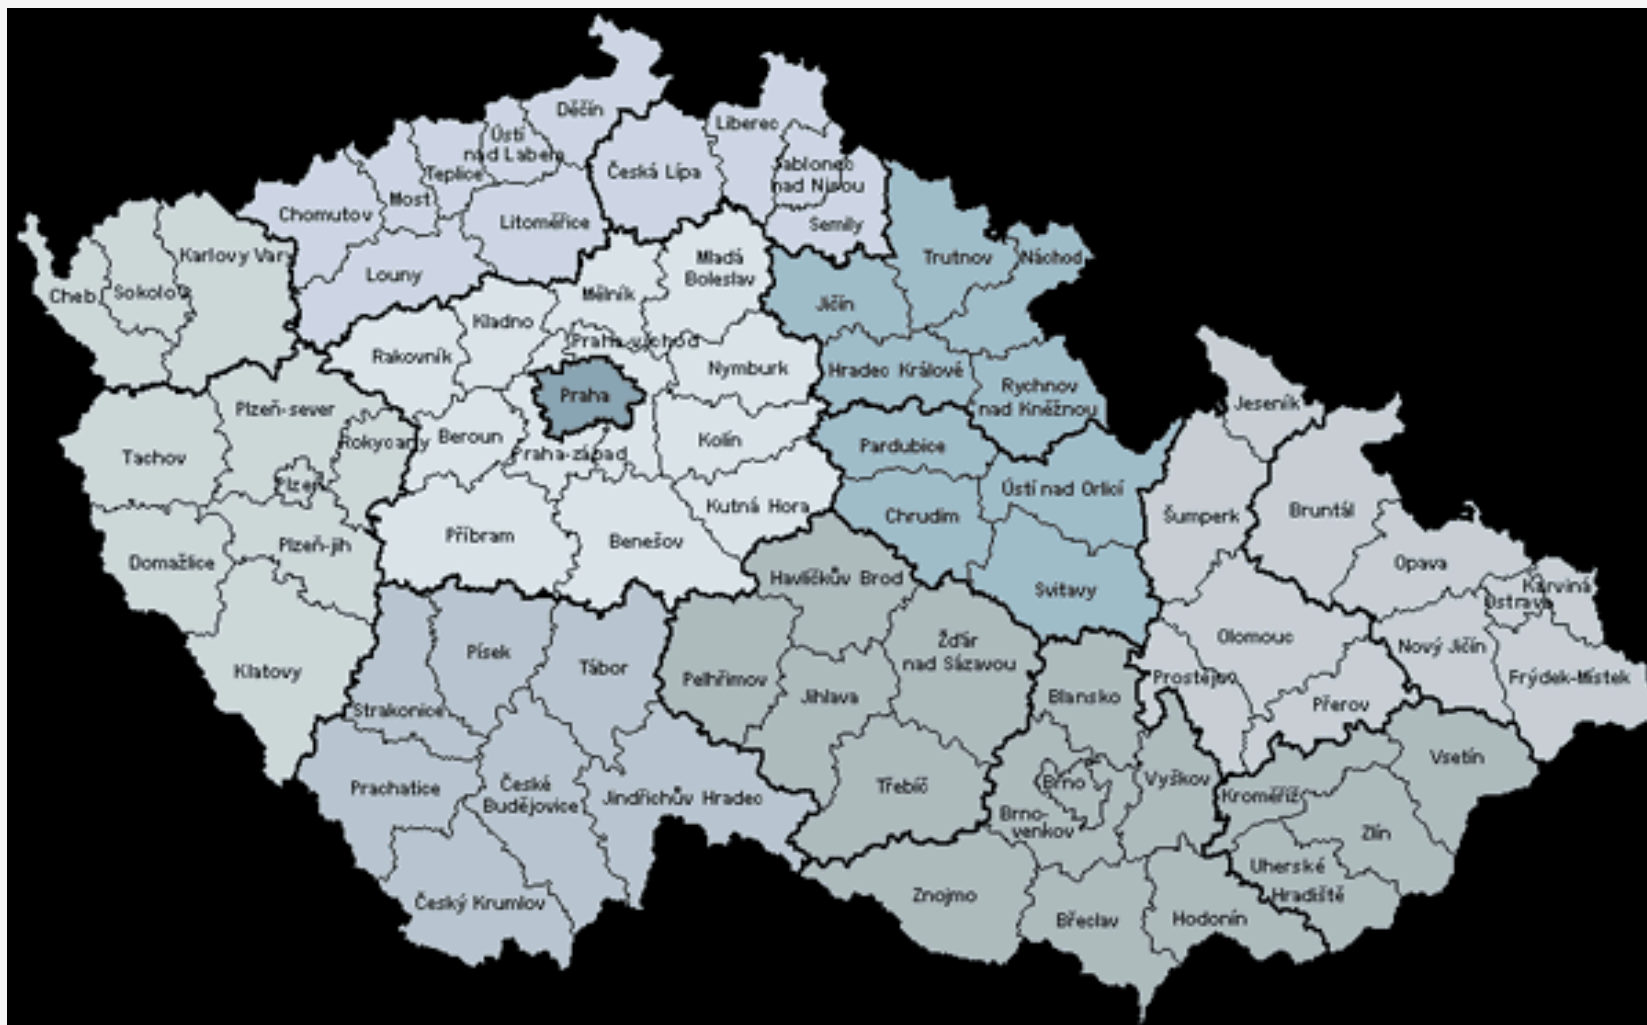 Děčín
Liberec
Ústí
nad Labem
Česká Lípa
Jablonec
nad Nisou
Teplice
Most
Chomutov
Litoměřice
Semily
Karlovy Vary
Louny
Mladá
Boleslav
Trutnov
Náchod
Cheb
Sokolov
Mělník
Jičín
Kladno
Praha-východ
Rakovník
Nymburk
Hradec Králové
Rychnov
nad Kněžnou
Praha
Jeseník
Plzeň-sever
Rokycany
Beroun
Kolín
Pardubice
Tachov
Praha-západ
Plzeň
Ústí nad Orlicí
Kutná Hora
Chrudim
Šumperk
Bruntál
Příbram
Benešov
Plzeň-jih
Domažlice
Opava
Havlíčkův Brod
Svitavy
Karviná
Ostrava
Olomouc
Nový Jičín
Žďár
nad Sázavou
Písek
Tábor
Klatovy
Pelhřimov
Jihlava
Blansko
Prostějov
Přerov
Frýdek-Místek
Strakonice
Vsetín
Prachatice
České
Budějovice
Jindřichův Hradec
Třebíč
Brno
Vyškov
Kroměříž
Brno-
venkov
Zlín
Uherské
Hradiště
Český Krumlov
Znojmo
Břeclav
Hodonín